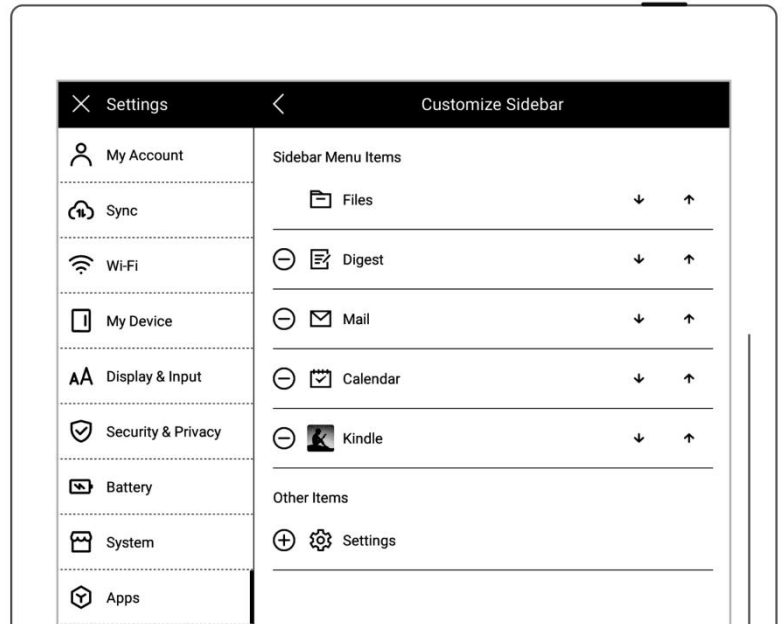 Settings
Customize Sidebar
My Account
Sync
Wi-Fi
My Device
AA Display & Input
Security & Privacy
Battery
System
Apps
Sidebar Menu Items
Files
Digest
Mail
Calendar
Kindle
Other Items
Settings